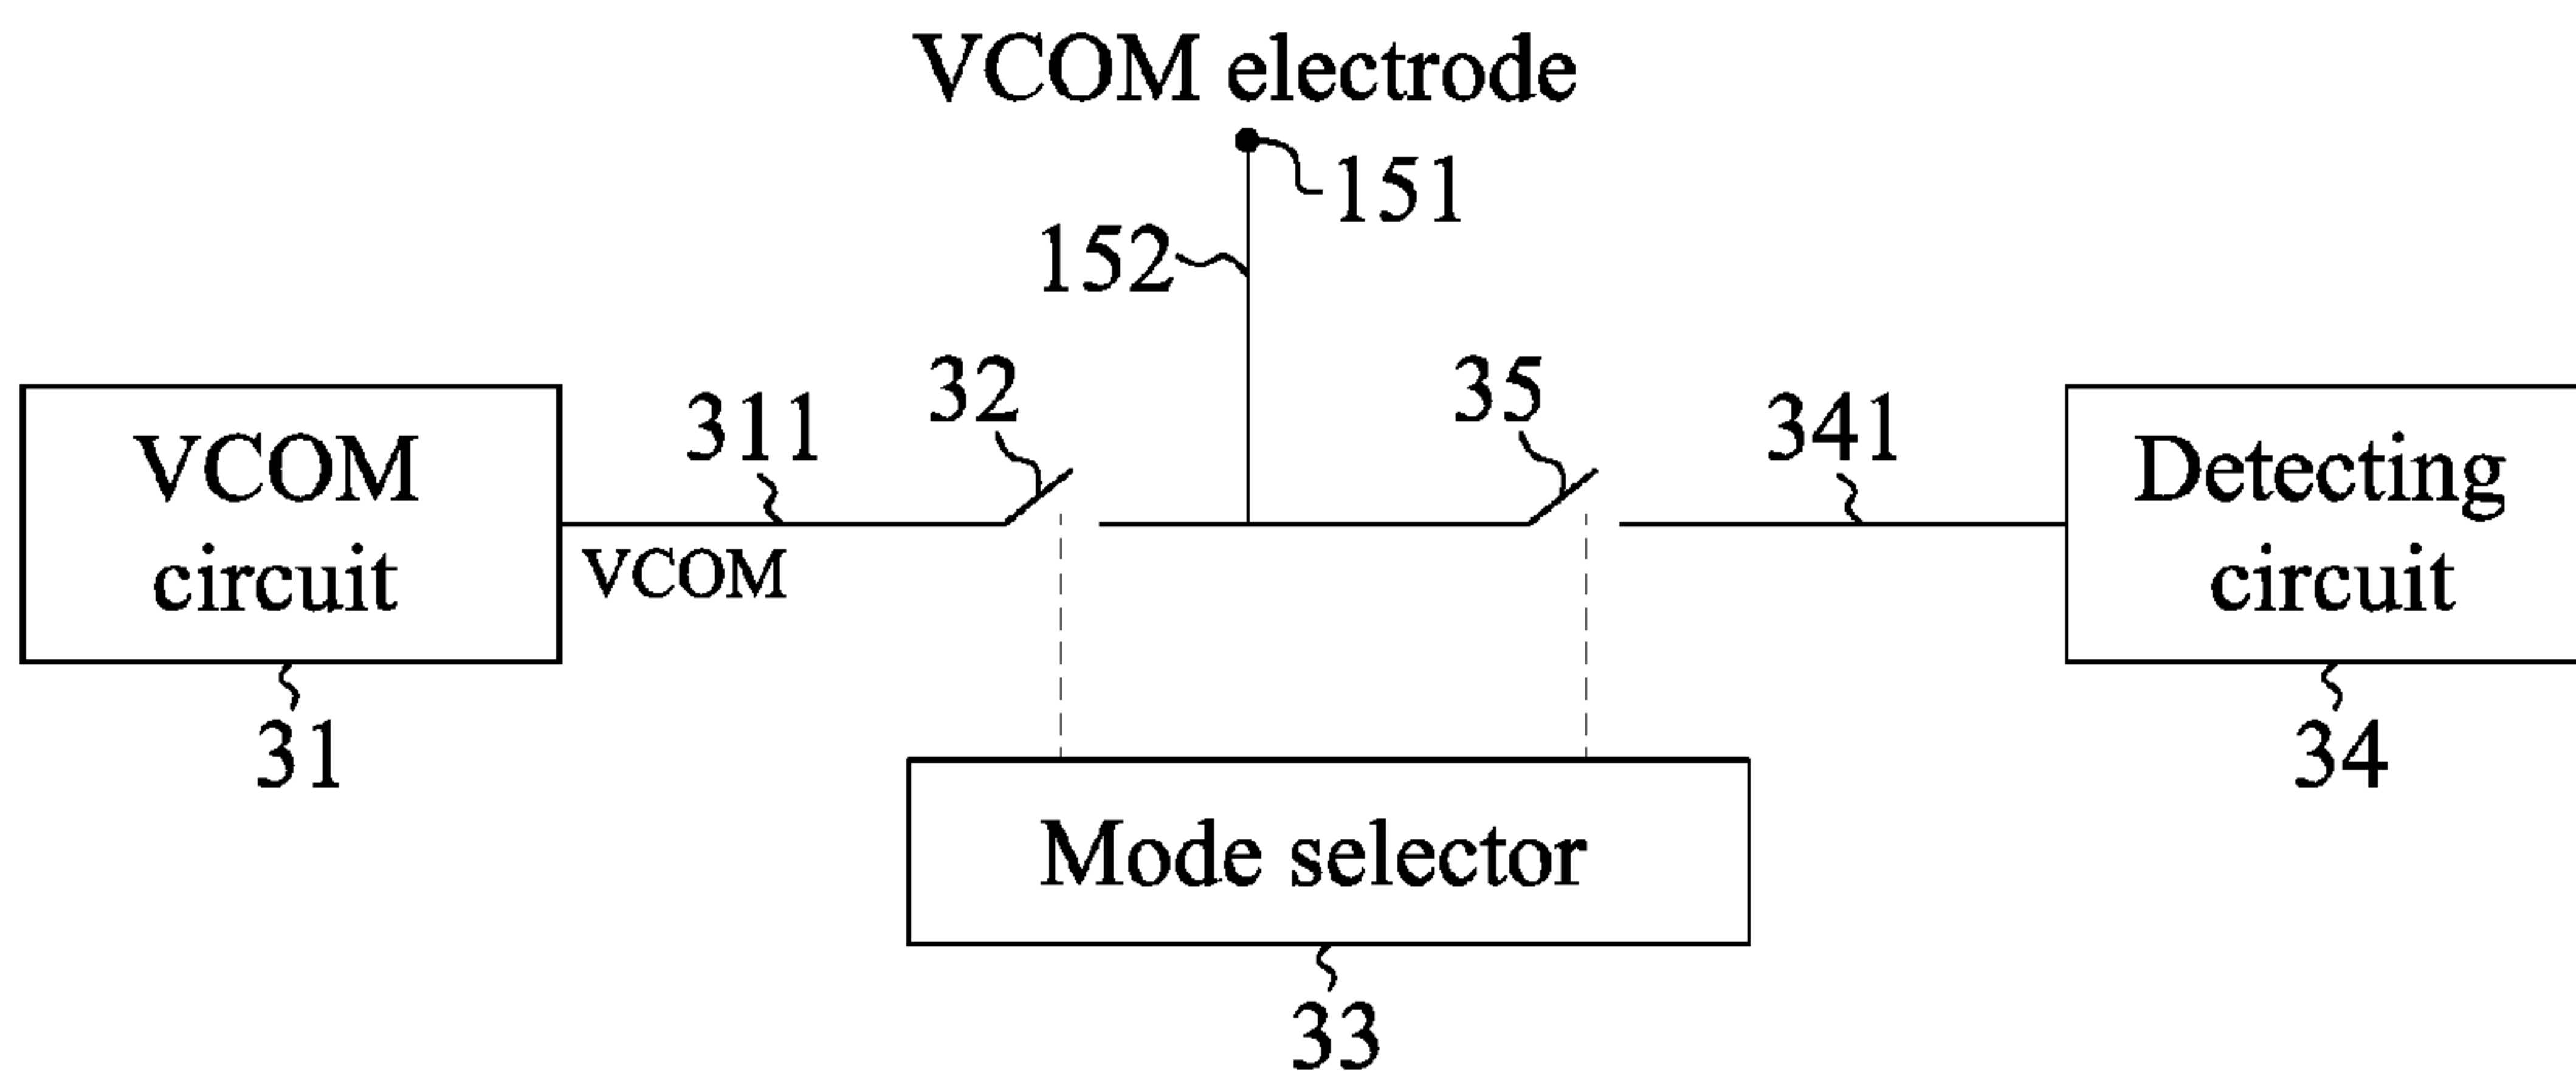 VCOM electrode
151
152
32
35
311
341
VCOM
circuit
Detecting
circuit
VCOM
31
34
Mode selector
33